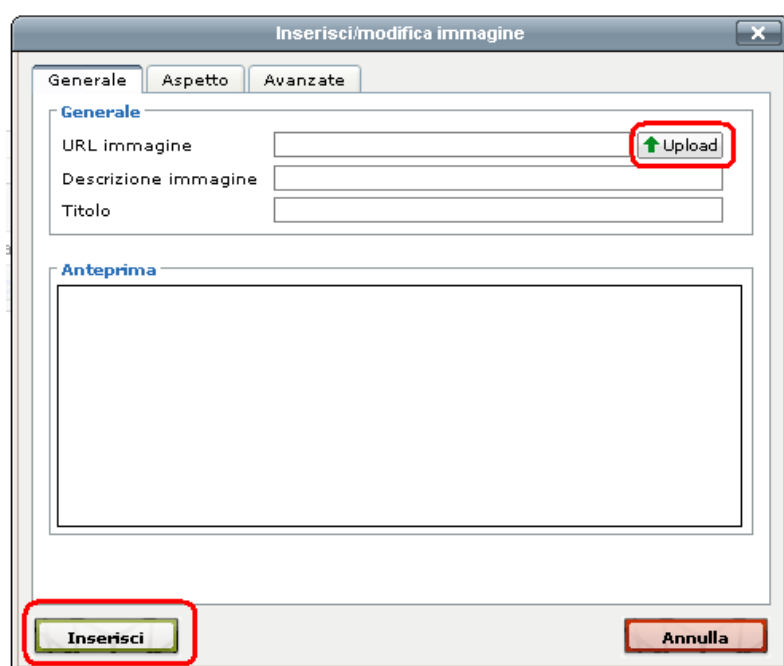 Inserisci/modifica immagine
Generale Aspetto Avanzate
Generale
URL immagine Upload
Descrizione immagine
Titolo
Anteprima
Inserisci Annulla